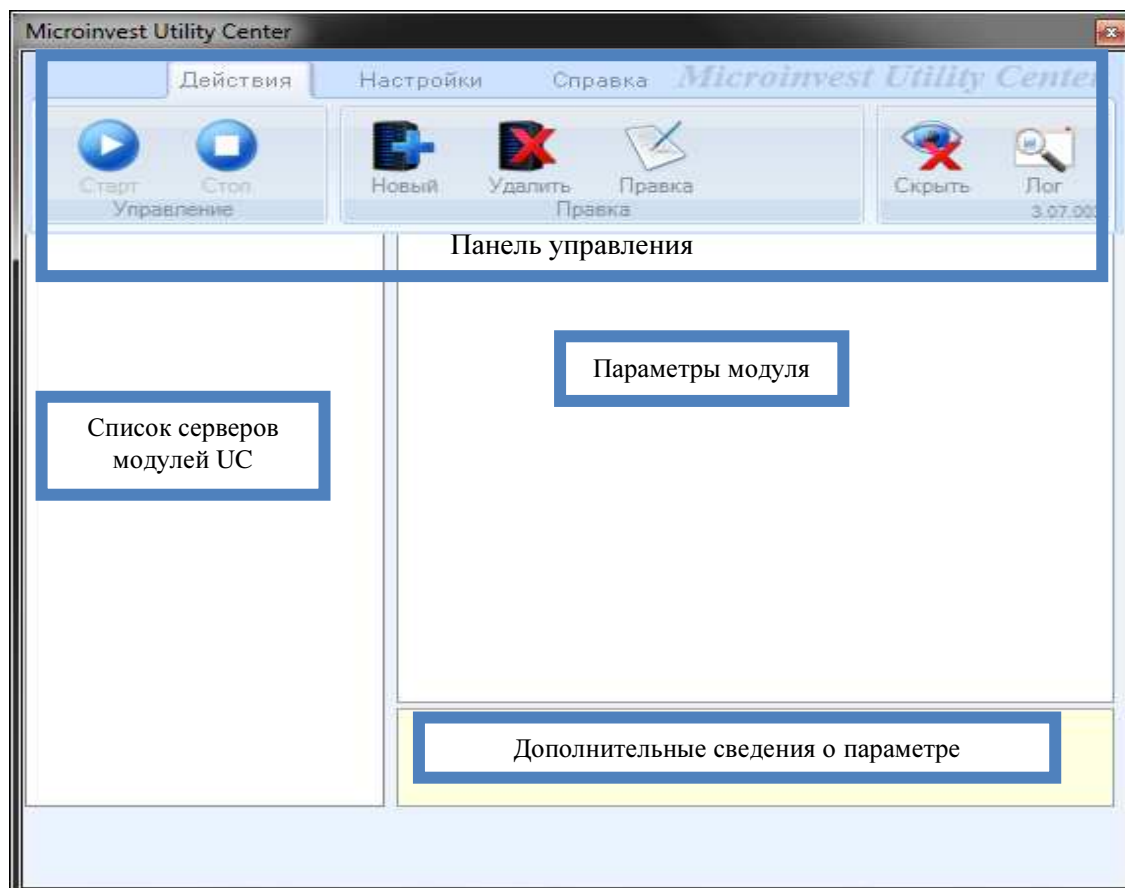 Microinvest Utility Center
Действия Настройки Справка Microinvest Utility Center
Старт Стоп Новый Удалить Правка Скрыть Лог
Управление Правка
Панель управления
Параметры модуля
Список серверов
модулей UC
Дополнительные сведения о параметре